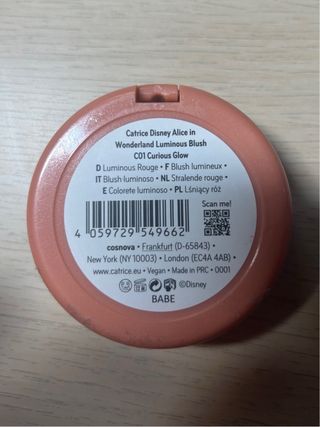 Catrice Disney Alice in
Wonderland Luminous Blush
C01 Curious Glow
D Luminous Rouge • F Blush lumineux •
IT Blush luminoso • NL Stralende rouge •
E Colorete luminoso • PL Lśniący róż
Scan me!
4 059729 549662
cosnova • Frankfurt (D-65843) •
New York (NY 10003) • London (EC4A 4AB) •
www.catrice.eu • Vegan • Made in PRC • 0001
©Disney
BABE